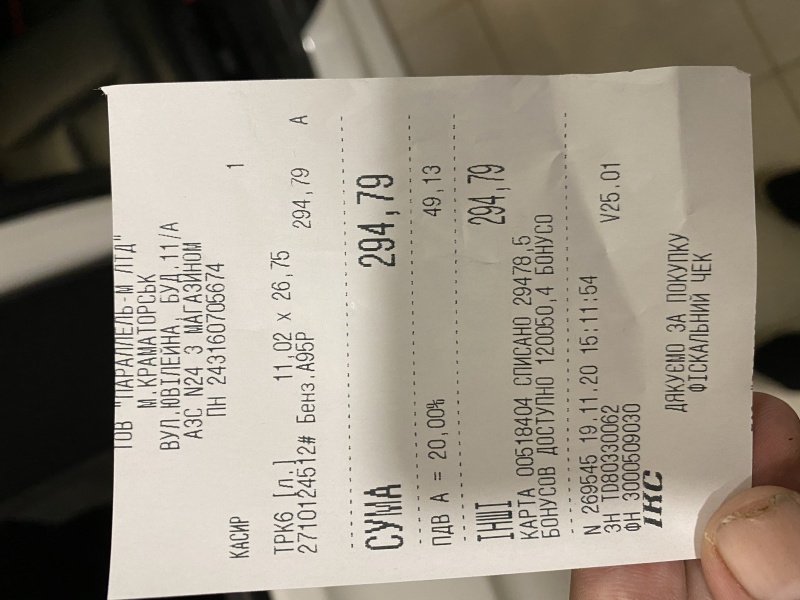 ТОВ "ПАРАЛЛЕЛЬ-М ЛТД"
М.КРАМАТОРСЬК
ВУЛ.ЮВІЛЕЙНА, БУД.11/А
АЗС N24 З МАГАЗИНОМ
ПН 243160705674
КАСИР 1
ТРК6 [л.] 11,02 x 26,75
2710124512# Бенз.А95Р 294,79 А
СУМА 294,79
ПДВ А = 20,00% 49,13
ІНШІ 294,79
КАРТА 00518404 СПИСАНО 29478,5
БОНУСОВ ДОСТУПНО 120050,4 БОНУСО
N 269545 19.11.20 15:11:54
ЗН TD80330062 V25.01
ФН 3000509030
ІКС
ДЯКУЄМО ЗА ПОКУПКУ
ФІСКАЛЬНИЙ ЧЕК